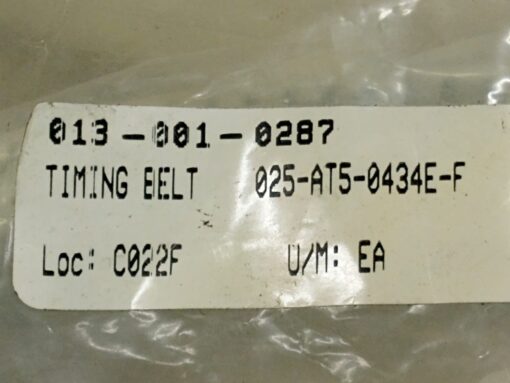 013-001-0287
TIMING BELT 025-AT5-0434E-F
Loc: C022F U/M: EA